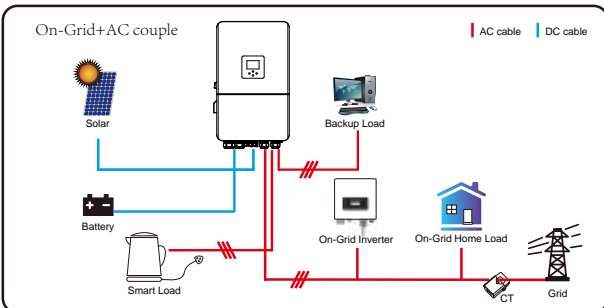 On-Grid+AC couple
AC cable
DC cable
Solar
Backup Load
Battery
On-Grid Inverter
On-Grid Home Load
Smart Load
CT
Grid